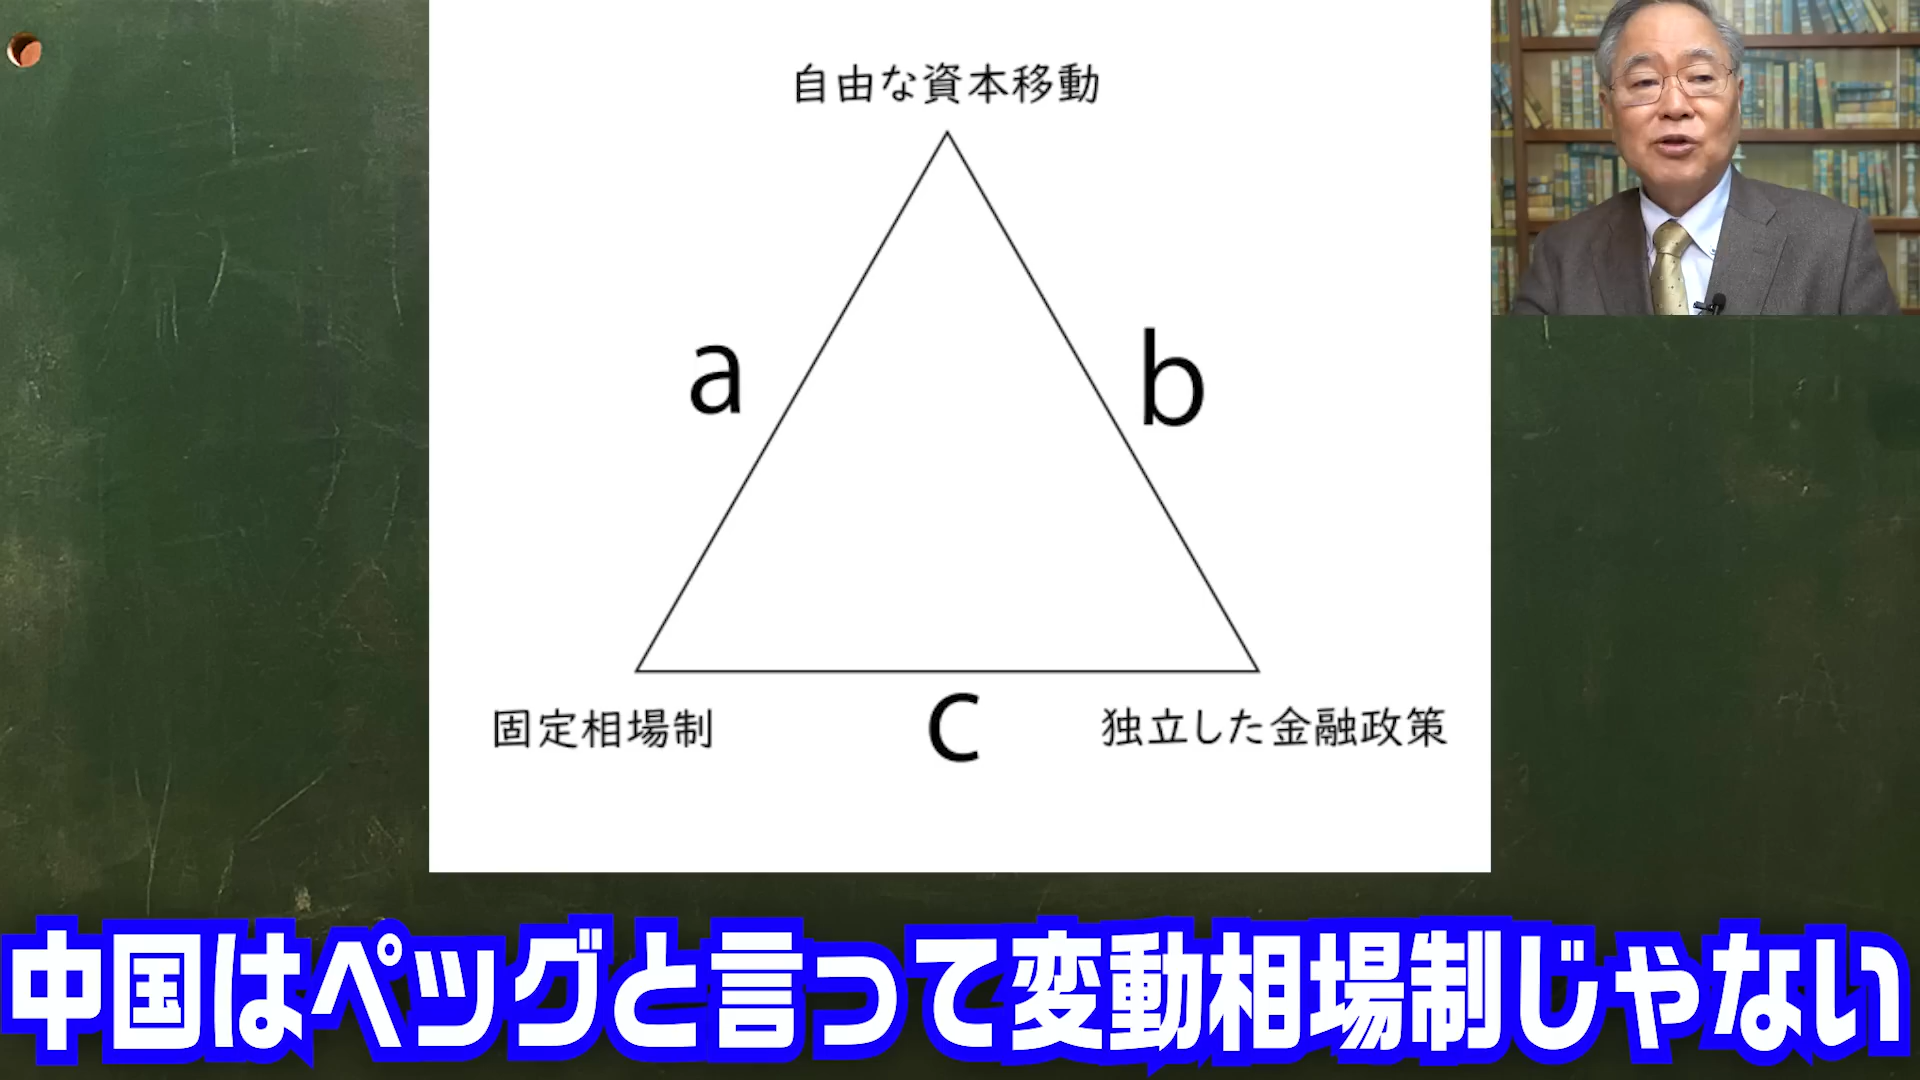 自由な資本移動
a
b
固定相場制
c
独立した金融政策
中国はペッグと言って変動相場制じゃない